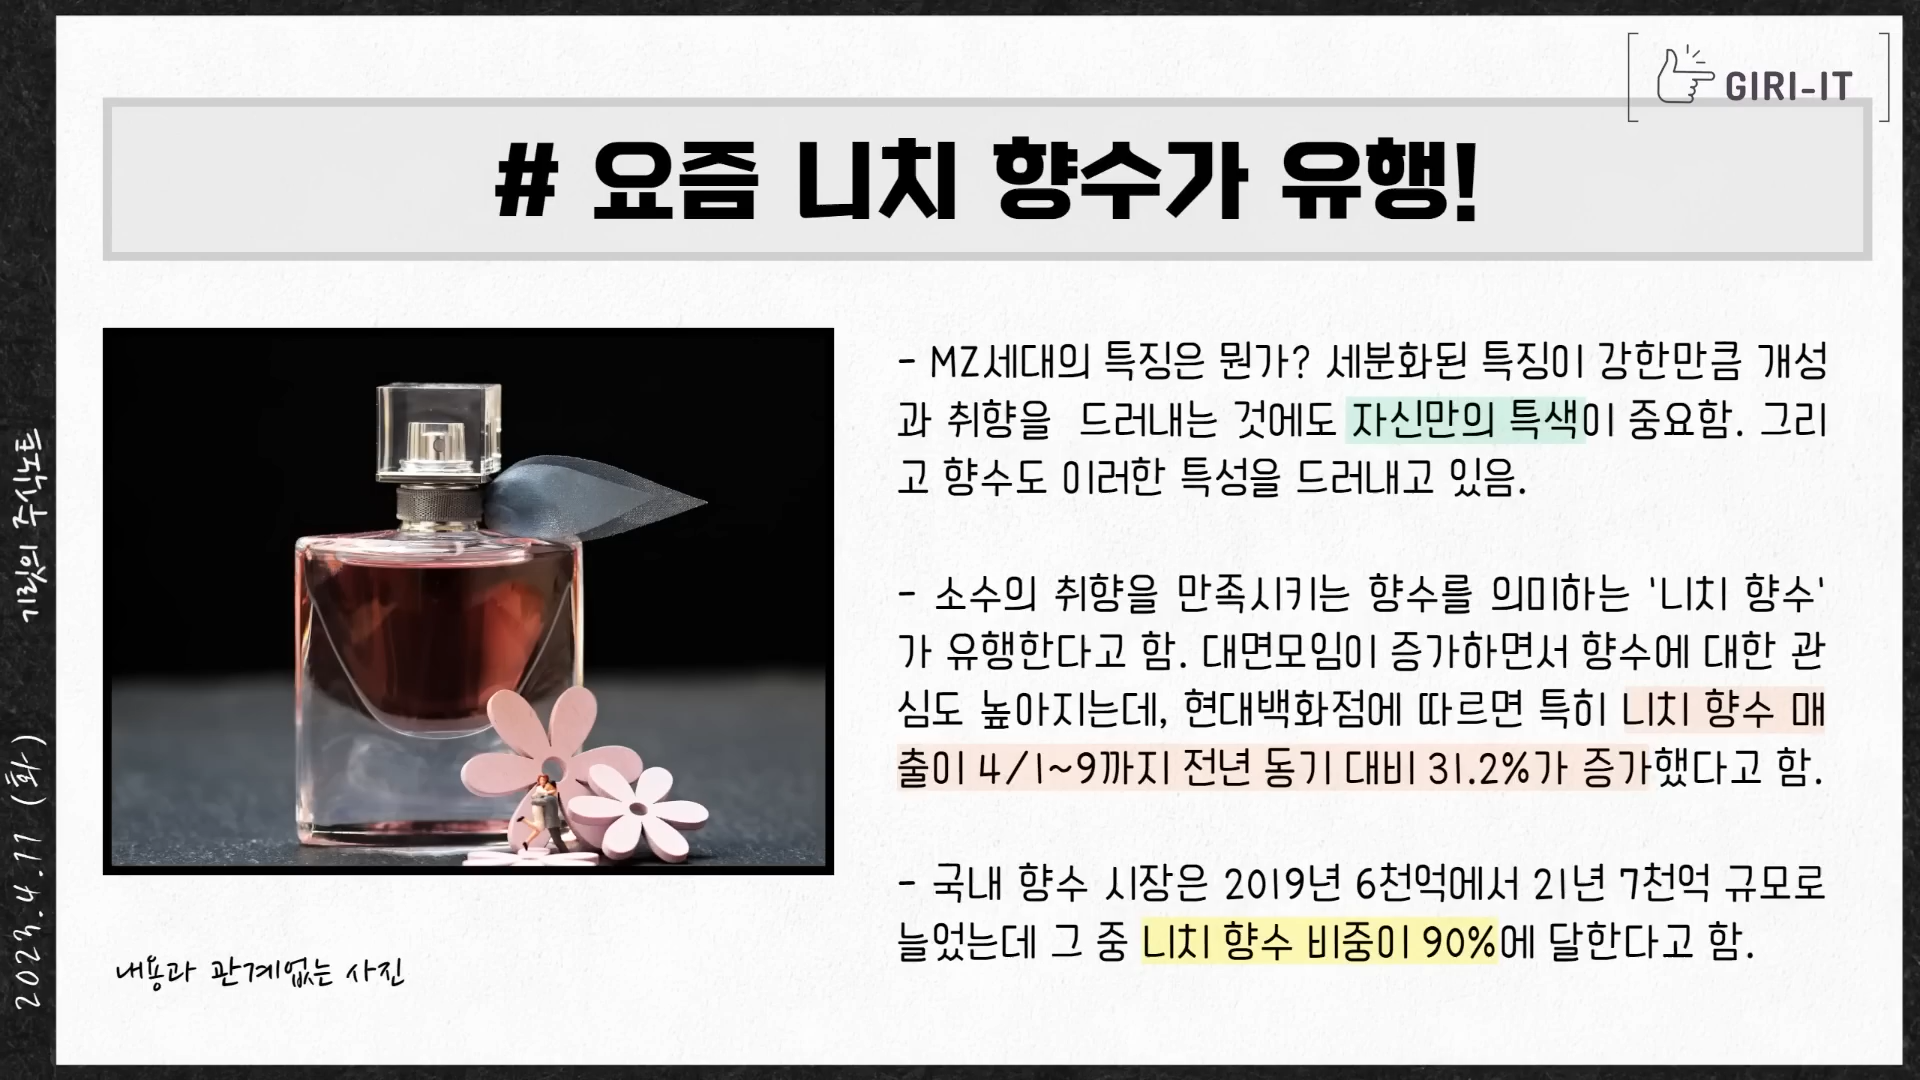 GIRI-IT
# 요즘 니치 향수가 유행!
- MZ세대의 특징은 뭔가? 세분화된 특징이 강한만큼 개성
과 취향을 드러내는 것에도 자신만의 특색이 중요함. 그리
고 향수도 이러한 특성을 드러내고 있음.
- 소수의 취향을 만족시키는 향수를 의미하는 '니치 향수'
가 유행한다고 함. 대면모임이 증가하면서 향수에 대한 관
심도 높아지는데, 현대백화점에 따르면 특히 니치 향수 매
출이 4/1~9까지 전년 동기 대비 31.2%가 증가했다고 함.
- 국내 향수 시장은 2019년 6천억에서 21년 7천억 규모로
늘었는데 그 중 니치 향수 비중이 90%에 달한다고 함.
내용과 관계없는 사진
2023.4.11 (화)
기릿의 주식노트